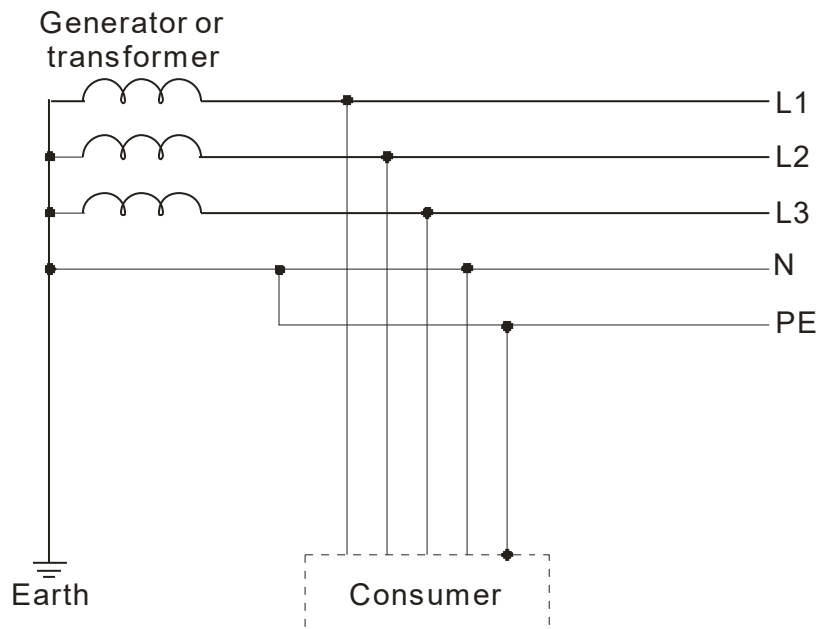 Generator or
transformer
L1
L2
L3
N
PE
Earth
Consumer